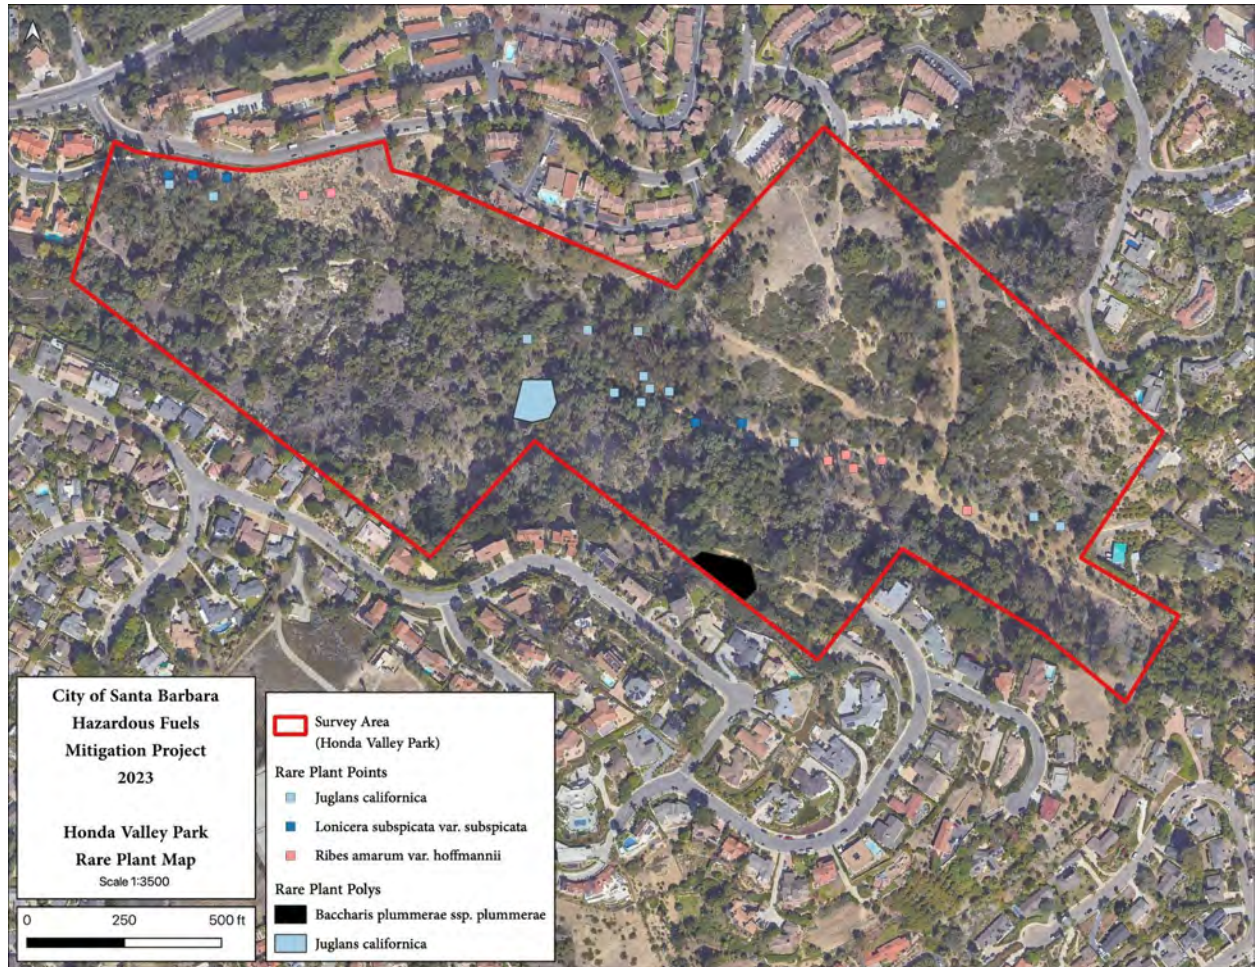 City of Santa Barbara
Hazardous Fuels
Mitigation Project
2023
Honda Valley Park
Rare Plant Map
Scale 1:3500
0 250 500 ft
Survey Area
(Honda Valley Park)
Rare Plant Points
Juglans californica
Lonicera subspicata var. subspicata
Ribes amarum var. hoffmannii
Rare Plant Polys
Baccharis plummerae ssp. plummerae
Juglans californica